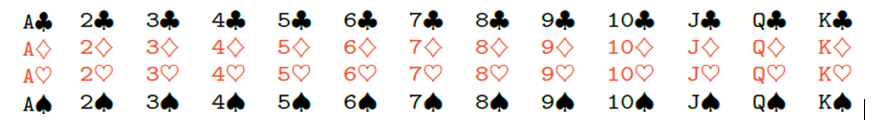 A♣ 2♣ 3♣ 4♣ 5♣ 6♣ 7♣ 8♣ 9♣ 10♣ J♣ Q♣ K♣
A♢ 2♢ 3♢ 4♢ 5♢ 6♢ 7♢ 8♢ 9♢ 10♢ J♢ Q♢ K♢
A♡ 2♡ 3♡ 4♡ 5♡ 6♡ 7♡ 8♡ 9♡ 10♡ J♡ Q♡ K♡
A♠ 2♠ 3♠ 4♠ 5♠ 6♠ 7♠ 8♠ 9♠ 10♠ J♠ Q♠ K♠